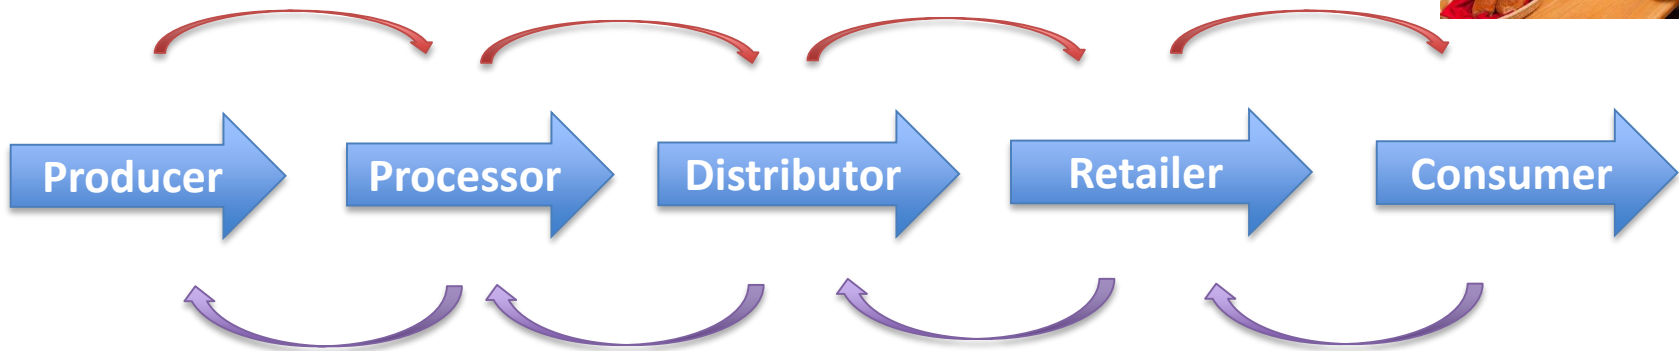 Producer
Processor
Distributor
Retailer
Consumer